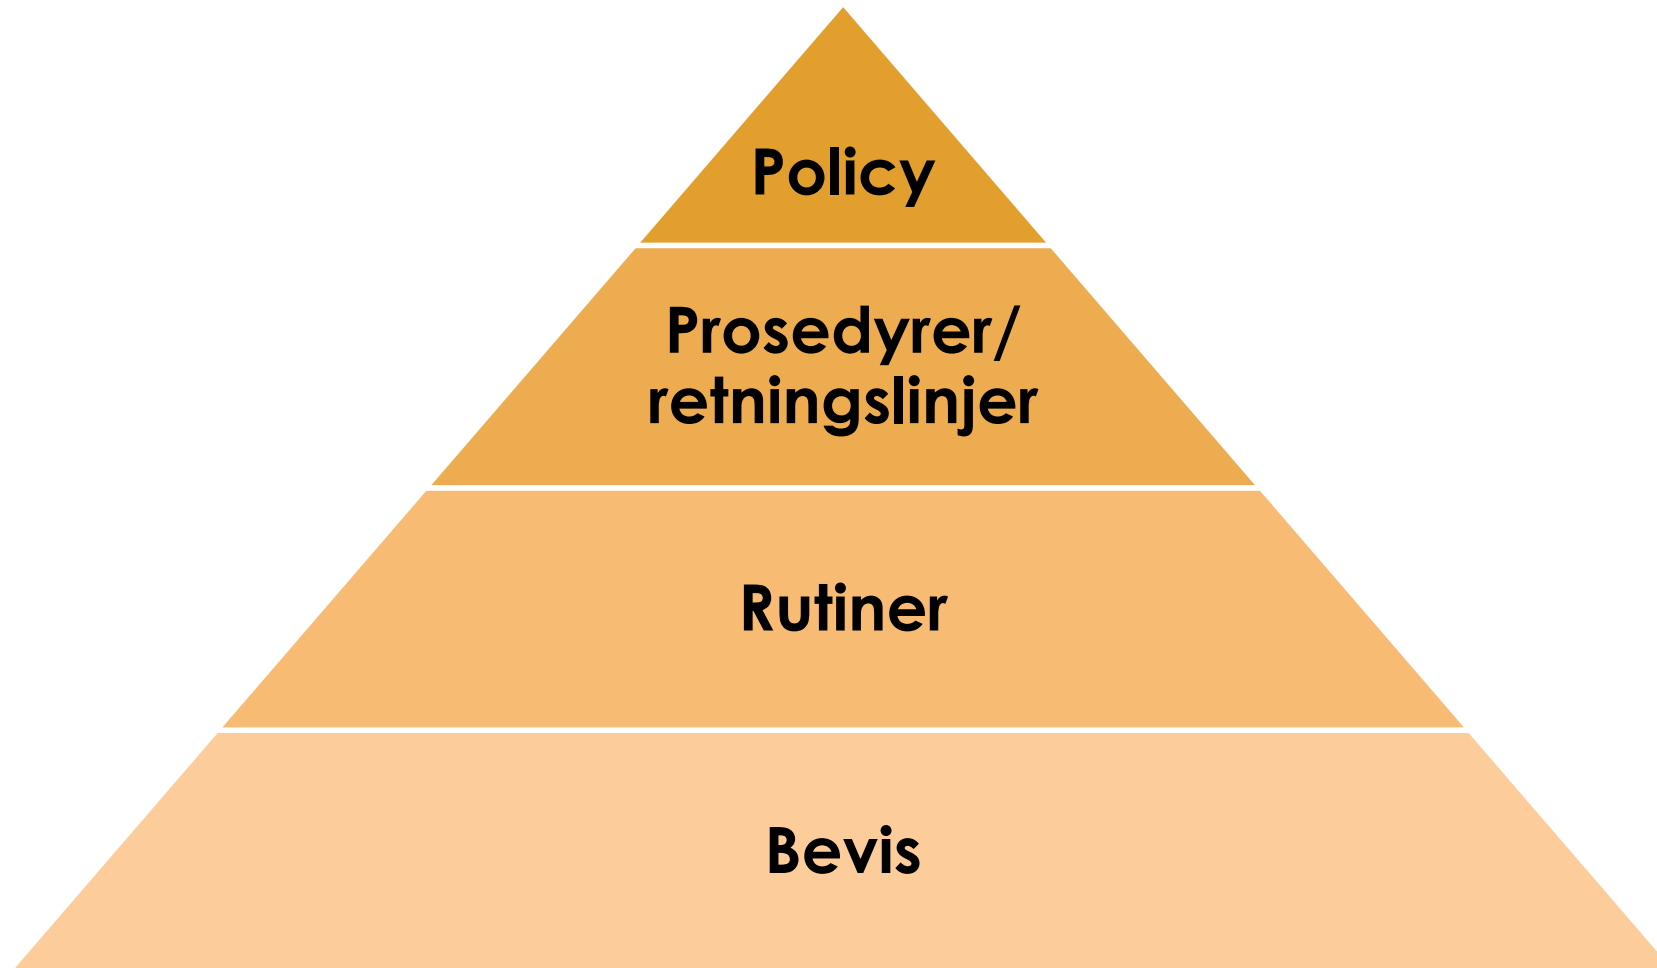 Policy
Prosedyrer/
retningslinjer
Rutiner
Bevis